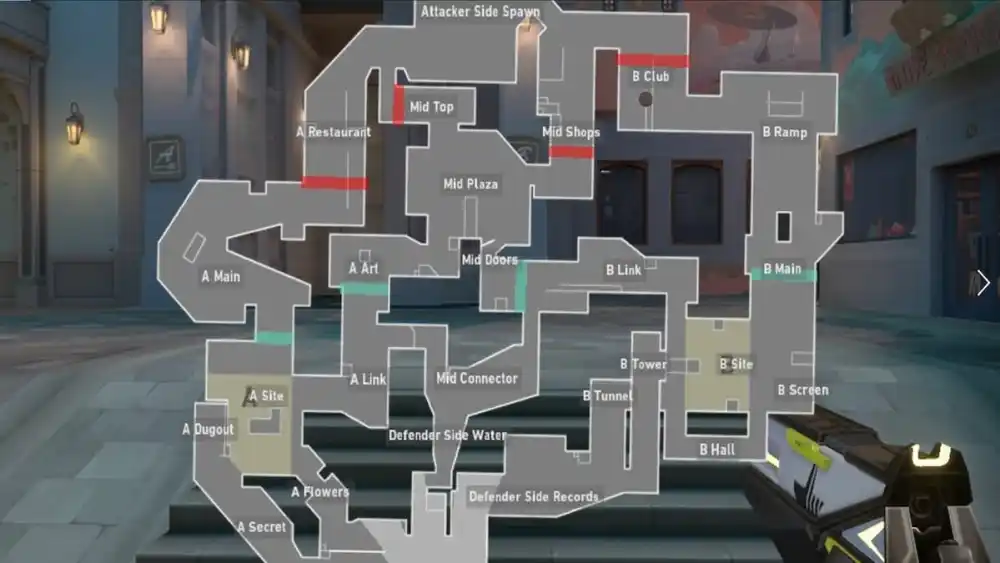 Attacker Side Spawn
B Club
Mid Top
A Restaurant
Mid Shops
B Ramp
Mid Plaza
Mid Doors
A Art
A Main
B Link
B Main
B Tower
B Site
A Link
Mid Connector
B Screen
A Site
B Tunnel
A Dugout
Defender Side Water
B Hall
A Flowers
Defender Side Records
A Secret